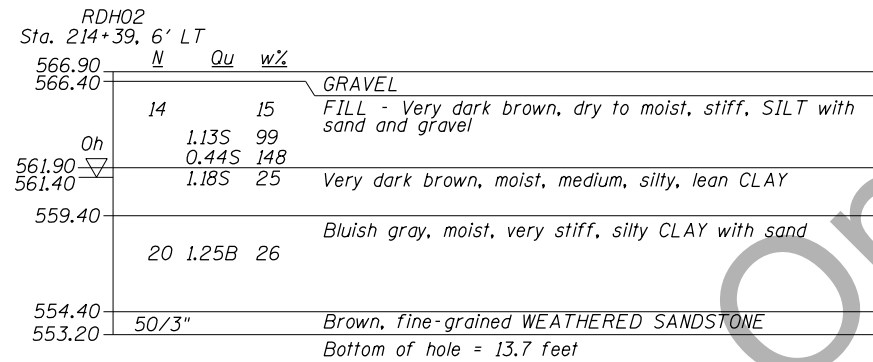 RDH02
Sta. 214+39, 6' LT
N Qu w%
566.90
566.40 GRAVEL
14 15 FILL - Very dark brown, dry to moist, stiff, SILT with
sand and gravel
0h 1.13S 99
0.44S 148
561.90
561.40 1.18S 25 Very dark brown, moist, medium, silty, lean CLAY
559.40
Bluish gray, moist, very stiff, silty CLAY with sand
20 1.25B 26
554.40
50/3" Brown, fine-grained WEATHERED SANDSTONE
553.20
Bottom of hole = 13.7 feet
On